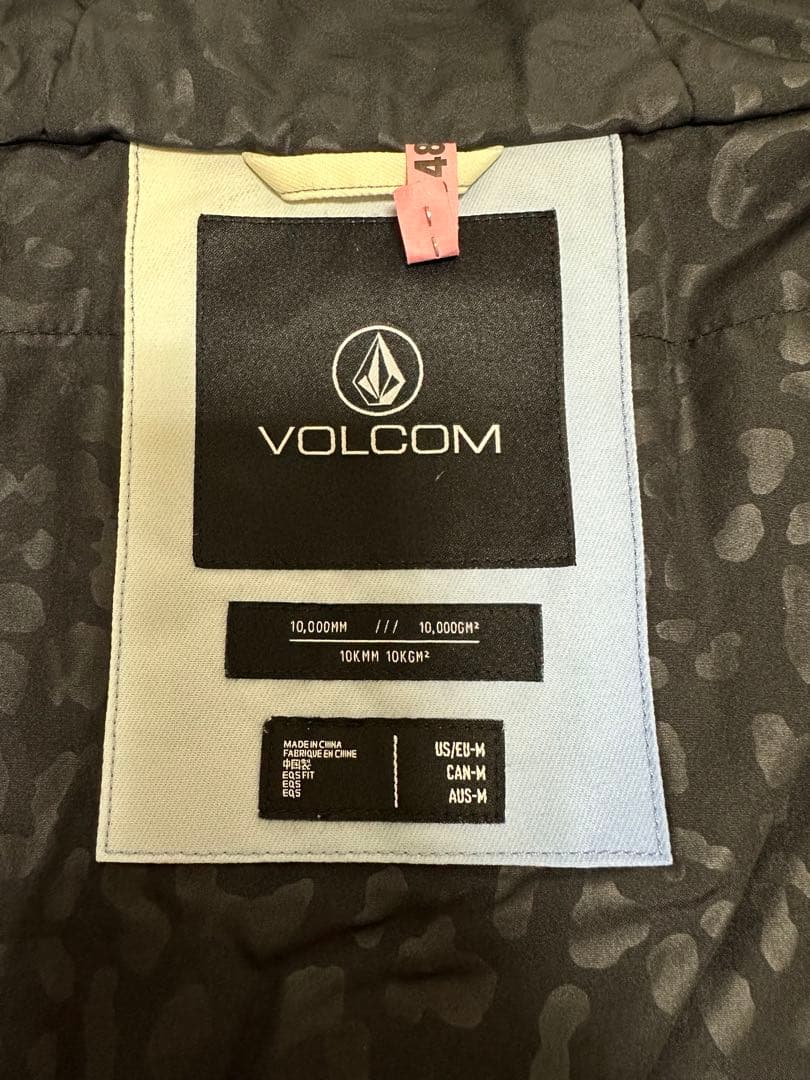 48
VOLCOM
10,000MM /// 10,000GM²
10KMM 10KGM²
MADE IN CHINA
FABRIQUE EN CHINE
中国製
EQS FIT
EQS
EQS
US/EU-M
CAN-M
AUS-M